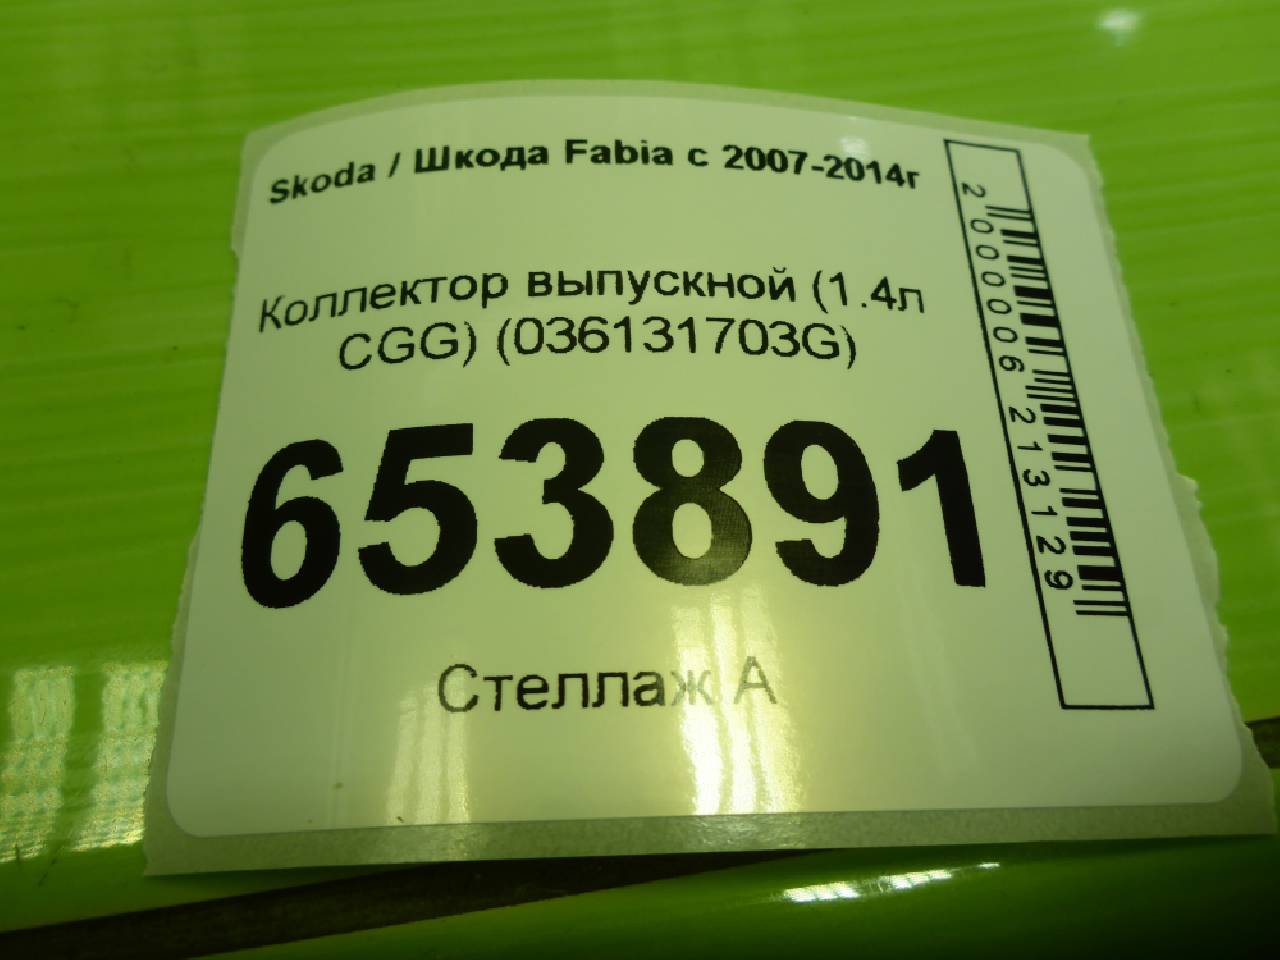 Skoda / Шкода Fabia с 2007-2014г
Коллектор выпускной (1.4л
CGG) (036131703G)
653891
Стеллаж А
2000006213129